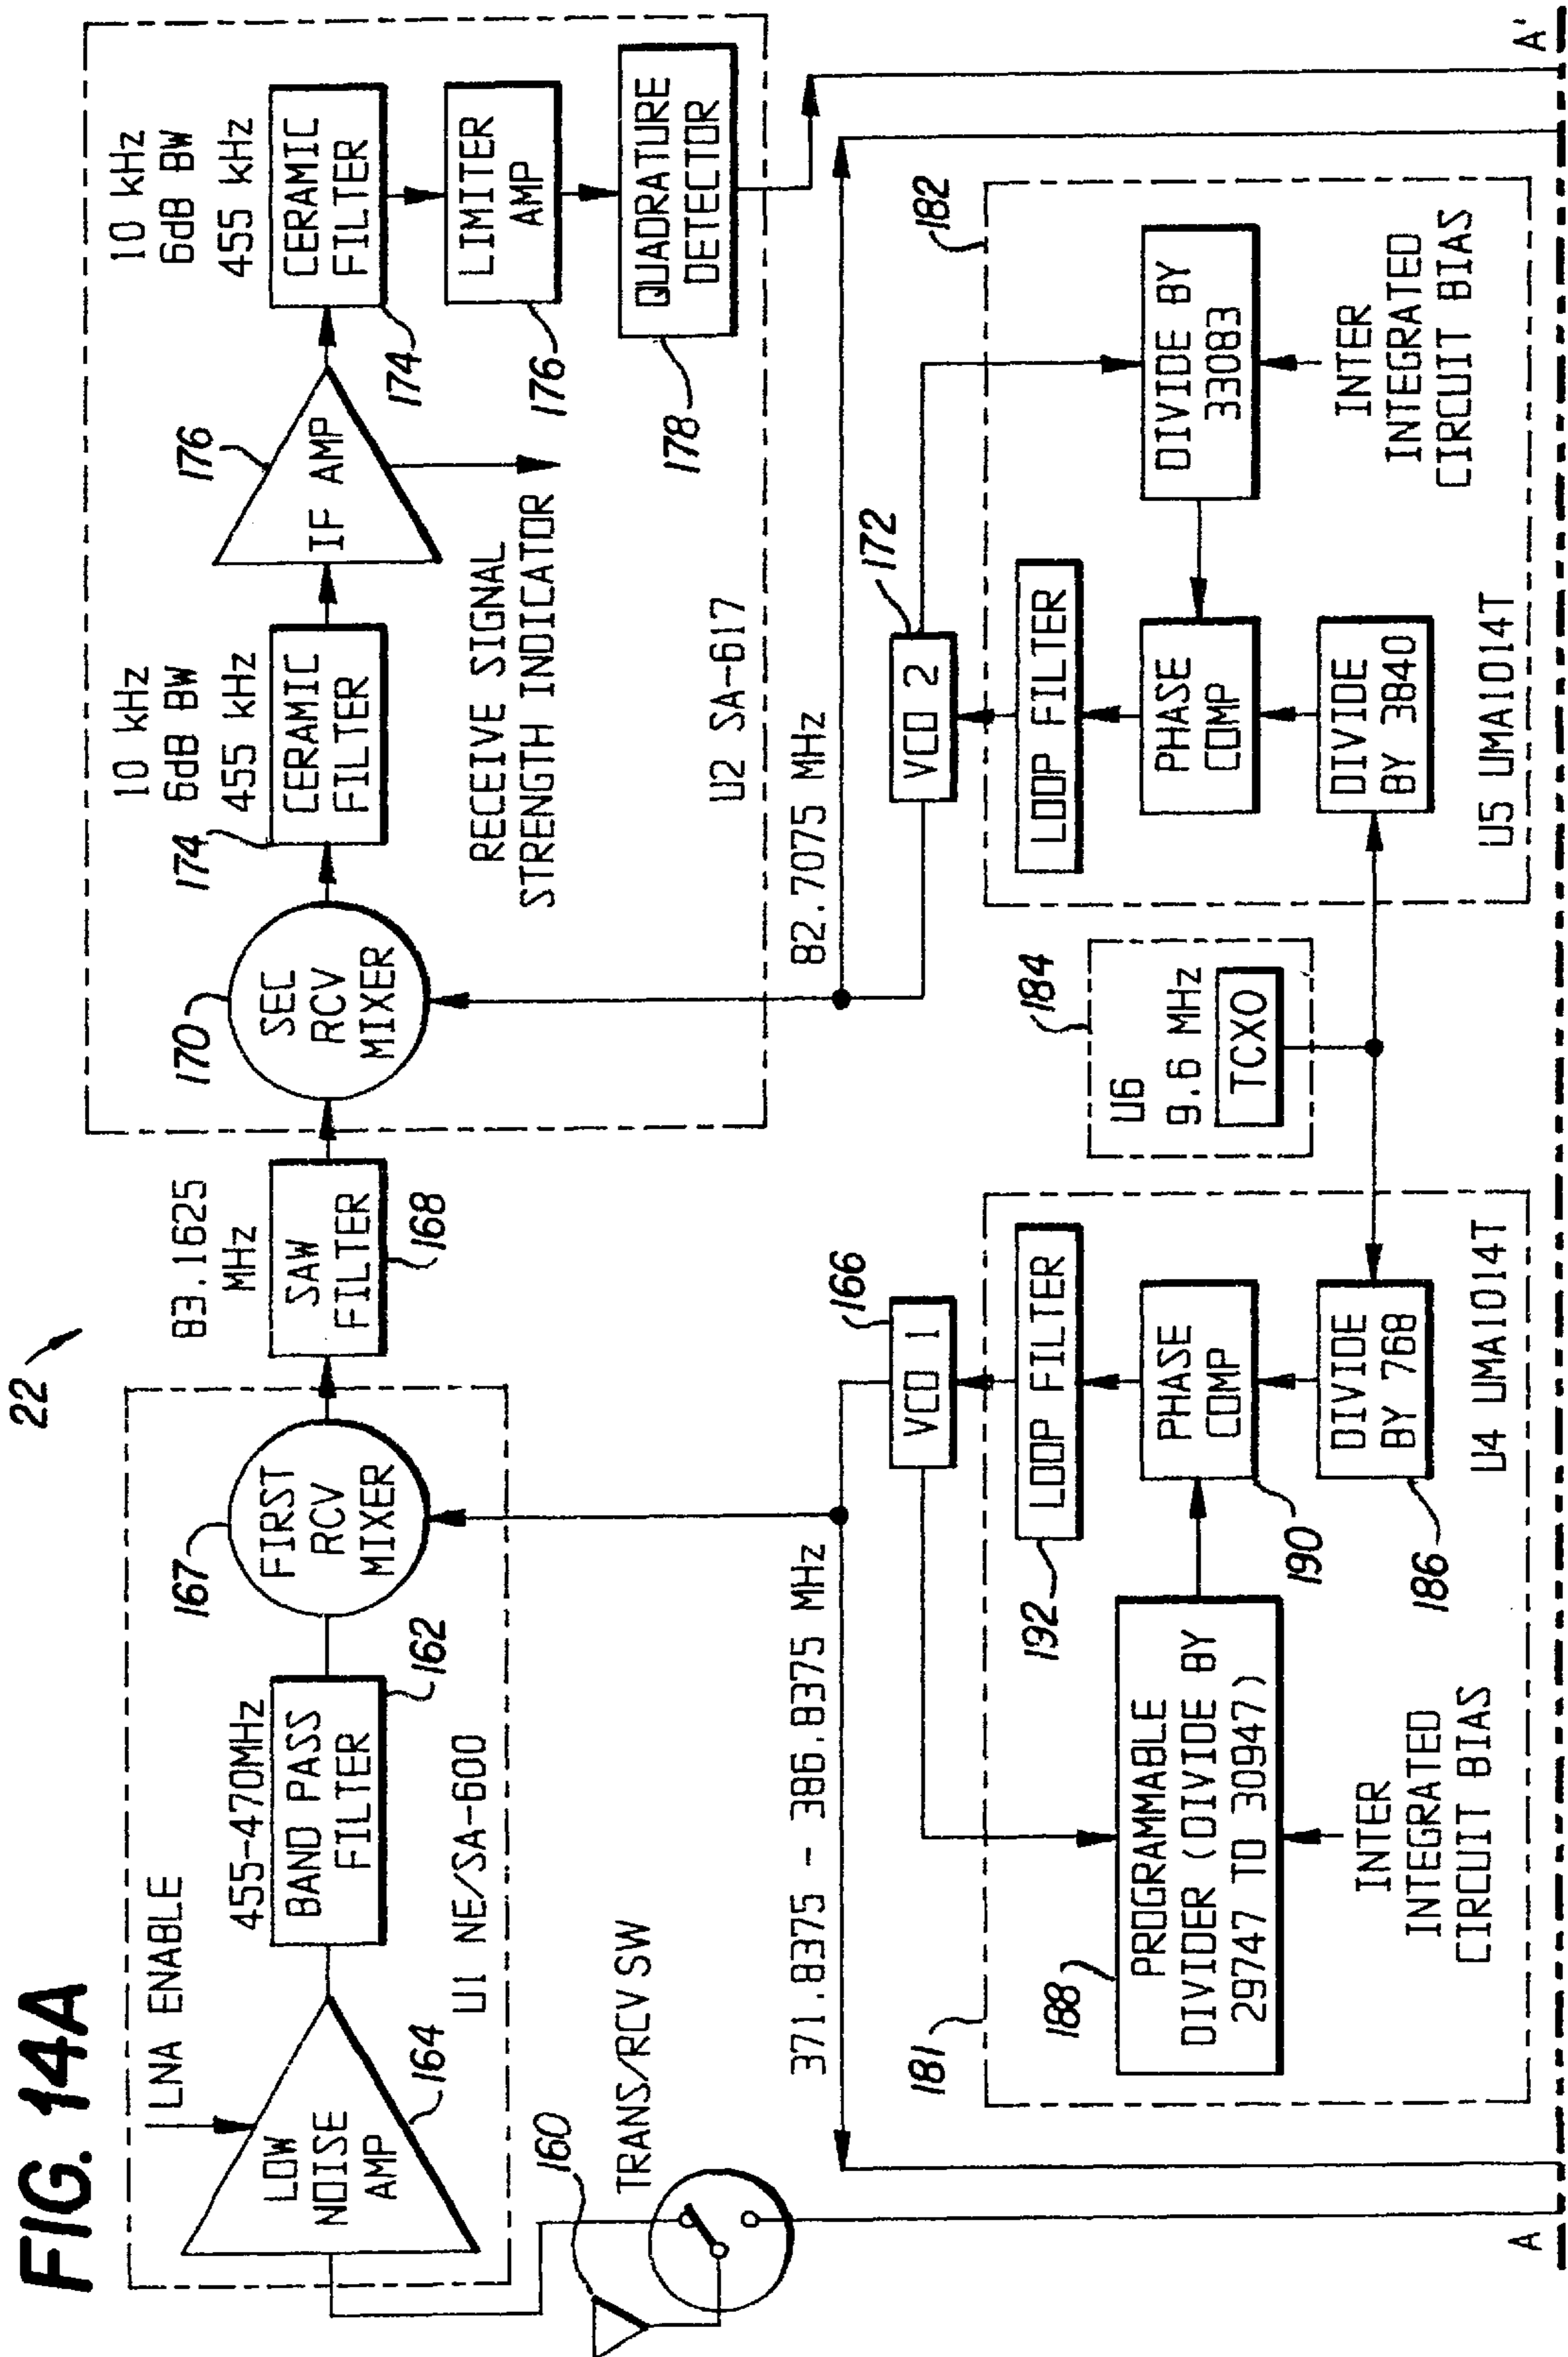 FIG. 14A
22
LNA ENABLE
LOW
NOISE
AMP
164
455-470MHz
BAND PASS
FILTER
162
167
FIRST
RCV
MIXER
U1 NE/SA-600
83.1625
MHz
SAW
FILTER
168
170
SEC
RCV
MIXER
10 kHz
6dB BW
455 kHz
174
CERAMIC
FILTER
176
IF AMP
RECEIVE SIGNAL
STRENGTH INDICATOR
10 kHz
6dB BW
455 kHz
CERAMIC
FILTER
174
LIMITER
AMP
176
QUADRATURE
DETECTOR
178
U2 SA-617
160
TRANS/RCV SW
371.8375 - 386.8375 MHz
166
VCO 1
82.7075 MHz
172
VCO 2
181
188
PROGRAMMABLE
DIVIDER (DIVIDE BY
29747 TO 30947)
INTER
INTEGRATED
CIRCUIT BIAS
192
LOOP FILTER
PHASE
COMP
190
DIVIDE
BY 768
186
U4 UMA1014T
184
U6
9.6 MHz
TCXO
182
LOOP FILTER
PHASE
COMP
DIVIDE
BY 3840
DIVIDE BY
33083
INTER
INTEGRATED
CIRCUIT BIAS
U5 UMA1014T
A
A'